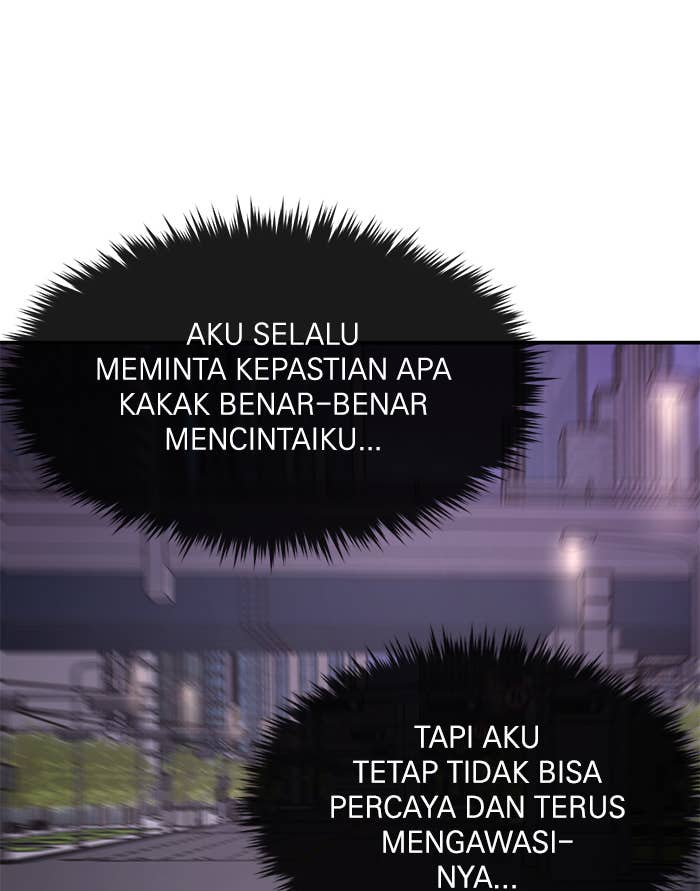 AKU SELALU
MEMINTA KEPASTIAN APA
KAKAK BENAR-BENAR
MENCINTAIKU...
TAPI AKU
TETAP TIDAK BISA
PERCAYA DAN TERUS
MENGAWASI-
NYA...